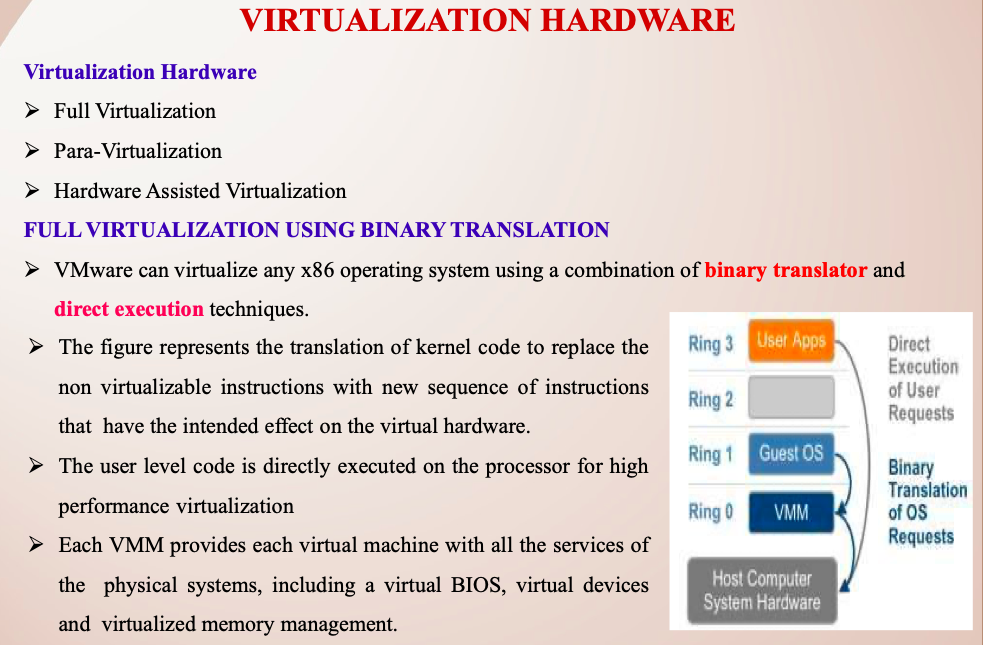 VIRTUALIZATION HARDWARE
Virtualization Hardware
➢ Full Virtualization
➢ Para-Virtualization
➢ Hardware Assisted Virtualization
FULL VIRTUALIZATION USING BINARY TRANSLATION
➢ VMware can virtualize any x86 operating system using a combination of binary translator and
direct execution techniques.
➢ The figure represents the translation of kernel code to replace the
non virtualizable instructions with new sequence of instructions
that have the intended effect on the virtual hardware.
➢ The user level code is directly executed on the processor for high
performance virtualization
➢ Each VMM provides each virtual machine with all the services of
the physical systems, including a virtual BIOS, virtual devices
and virtualized memory management.
Ring 3
User Apps
Ring 2
Ring 1
Guest OS
Ring 0
VMM
Host Computer
System Hardware
Direct
Execution
of User
Requests
Binary
Translation
of OS
Requests